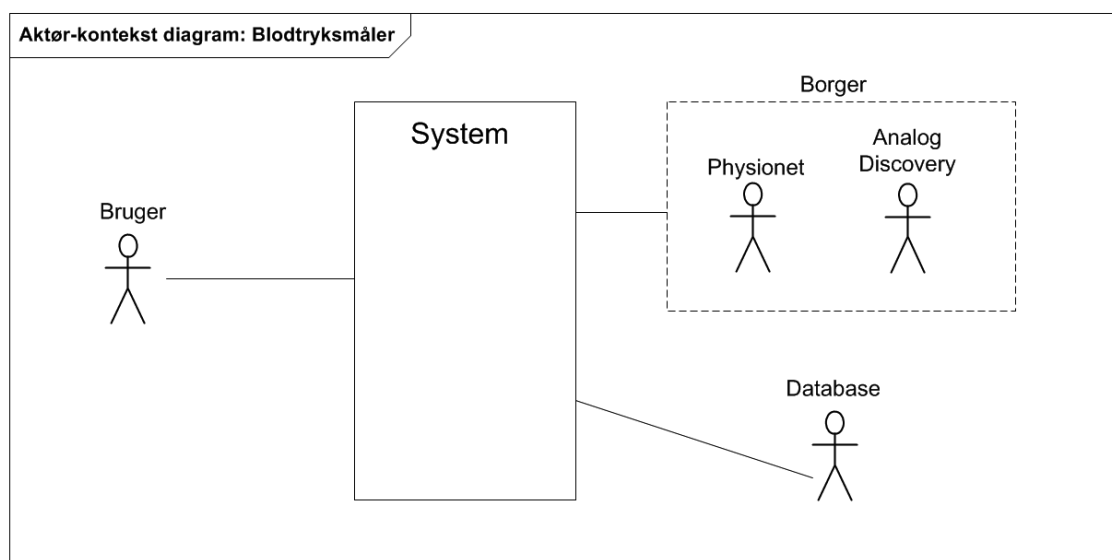 Aktør-kontekst diagram: Blodtryksmåler
System
Borger
Physionet
Analog
Discovery
Bruger
Database